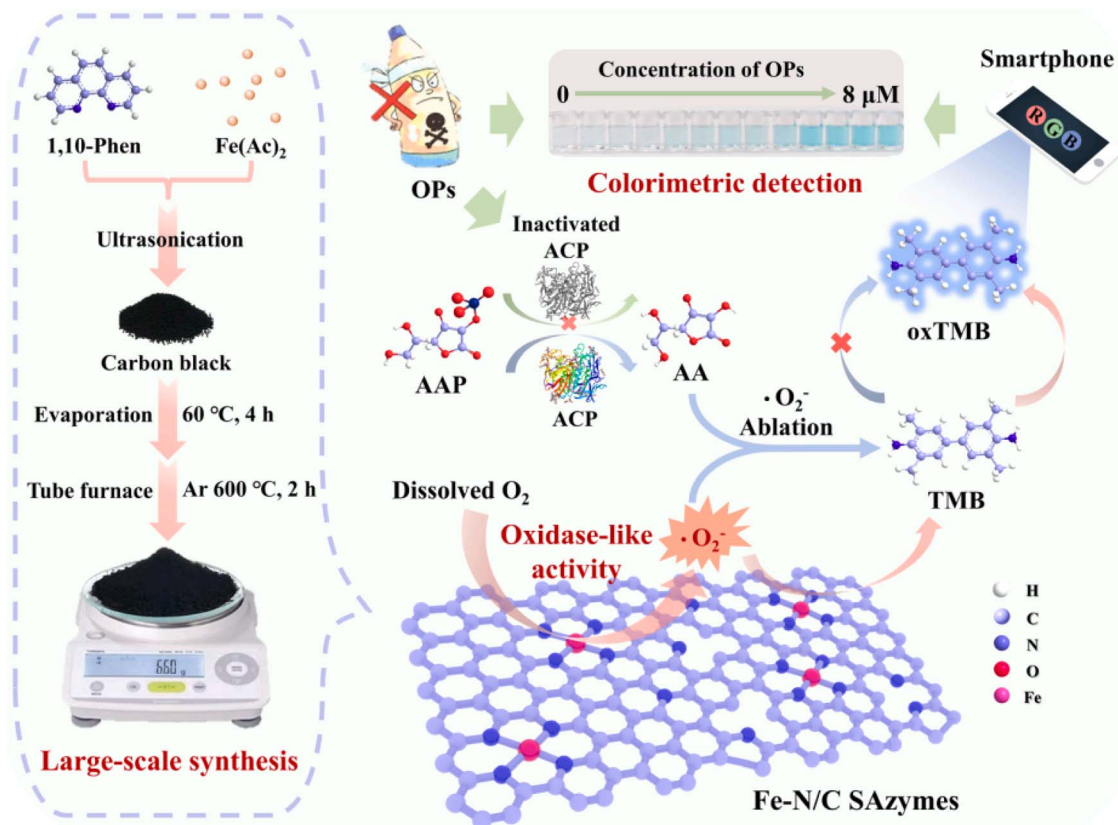 1,10-Phen
Fe(Ac)2
Ultrasonication
Carbon black
Evaporation 60 ℃, 4 h
Tube furnace Ar 600 ℃, 2 h
660 g
Large-scale synthesis
OPs
Concentration of OPs
0
8 μM
Colorimetric detection
Smartphone
R G B
Inactivated
ACP
AAP
AA
ACP
oxTMB
· O2-
Ablation
TMB
Dissolved O2
Oxidase-like
activity
· O2-
H
C
N
O
Fe
Fe-N/C SAzymes